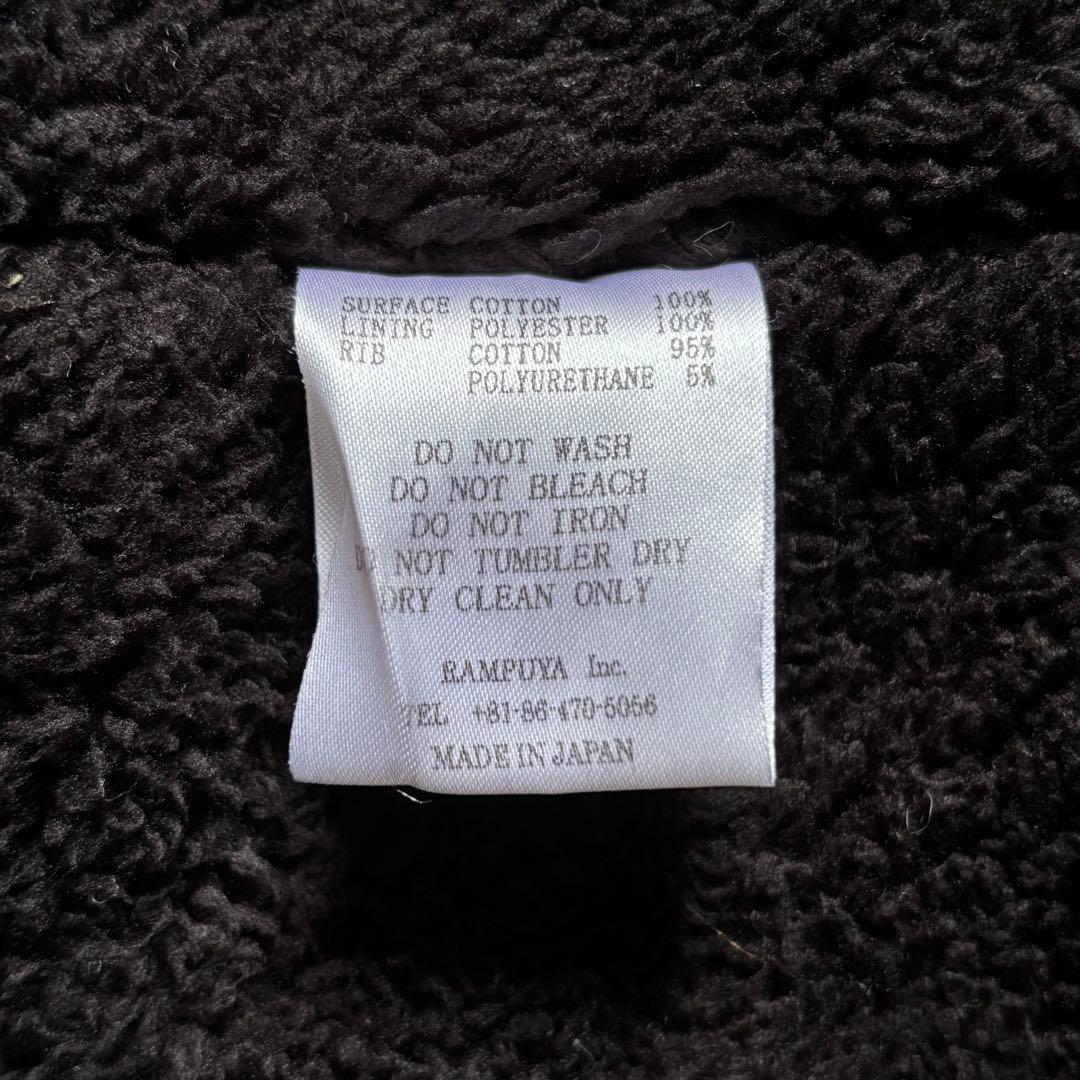 SURFACE COTTON 100%
LINING POLYESTER 100%
RIB COTTON 95%
POLYURETHANE 5%
DO NOT WASH
DO NOT BLEACH
DO NOT IRON
DO NOT TUMBLER DRY
DRY CLEAN ONLY
RAMPUYA Inc.
TEL +81-86-470-5056
MADE IN JAPAN